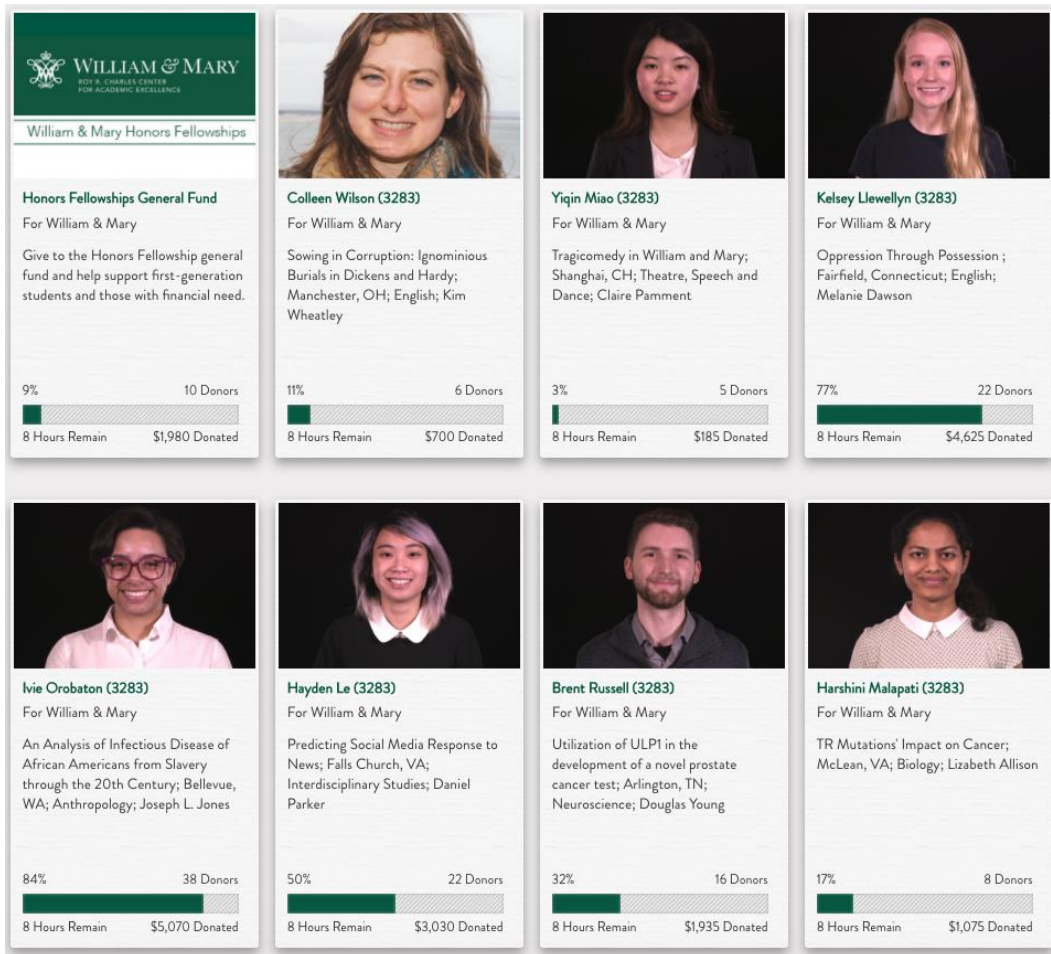 WILLIAM & MARY
ROY R. CHARLES CENTER
FOR ACADEMIC EXCELLENCE
William & Mary Honors Fellowships
Honors Fellowships General Fund
For William & Mary
Give to the Honors Fellowship general
fund and help support first-generation
students and those with financial need.
9%
10 Donors
8 Hours Remain
$1,980 Donated
Colleen Wilson (3283)
For William & Mary
Sowing in Corruption: Ignominious
Burials in Dickens and Hardy;
Manchester, OH; English; Kim
Wheatley
11%
6 Donors
8 Hours Remain
$700 Donated
Yiqin Miao (3283)
For William & Mary
Tragicomedy in William and Mary;
Shanghai, CH; Theatre, Speech and
Dance; Claire Pamment
3%
5 Donors
8 Hours Remain
$185 Donated
Kelsey Llewellyn (3283)
For William & Mary
Oppression Through Possession ;
Fairfield, Connecticut; English;
Melanie Dawson
77%
22 Donors
8 Hours Remain
$4,625 Donated
Ivie Orobaton (3283)
For William & Mary
An Analysis of Infectious Disease of
African Americans from Slavery
through the 20th Century; Bellevue,
WA; Anthropology; Joseph L. Jones
84%
38 Donors
8 Hours Remain
$5,070 Donated
Hayden Le (3283)
For William & Mary
Predicting Social Media Response to
News; Falls Church, VA;
Interdisciplinary Studies; Daniel
Parker
50%
22 Donors
8 Hours Remain
$3,030 Donated
Brent Russell (3283)
For William & Mary
Utilization of ULP1 in the
development of a novel prostate
cancer test; Arlington, TN;
Neuroscience; Douglas Young
32%
16 Donors
8 Hours Remain
$1,935 Donated
Harshini Malapati (3283)
For William & Mary
TR Mutations' Impact on Cancer;
McLean, VA; Biology; Lizabeth Allison
17%
8 Donors
8 Hours Remain
$1,075 Donated